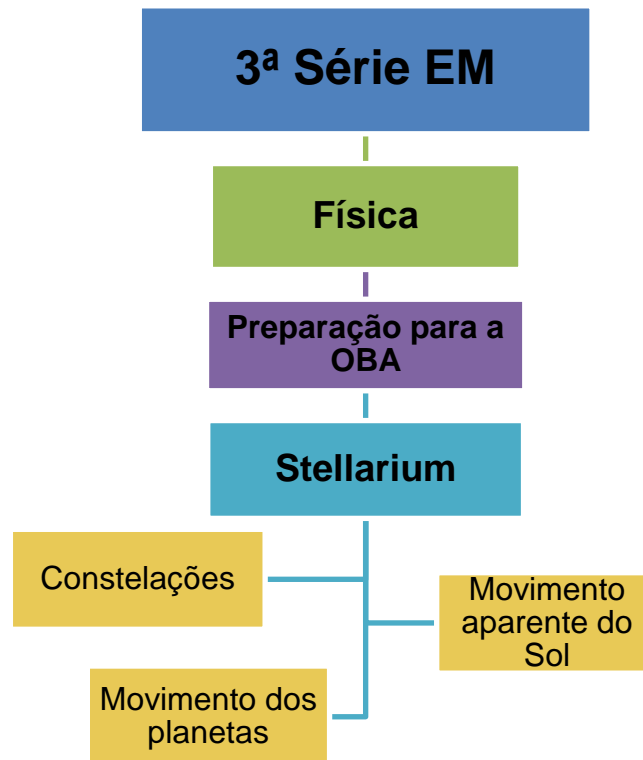 3ª Série EM
Física
Preparação para a
OBA
Stellarium
Constelações
Movimento
aparente do
Sol
Movimento dos
planetas